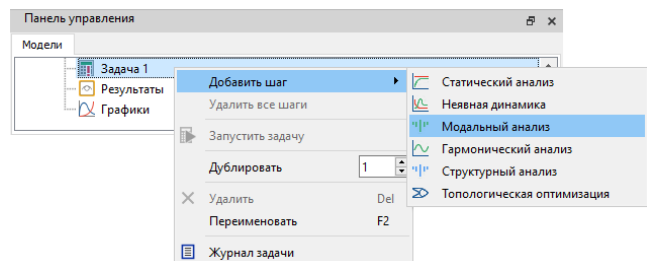 Панель управления
Модели
Задача 1
Результаты
Графики
Добавить шаг
Удалить все шаги
Запустить задачу
Дублировать 1
Удалить Del
Переименовать F2
Журнал задачи
Статический анализ
Неявная динамика
Модальный анализ
Гармонический анализ
Структурный анализ
Топологическая оптимизация